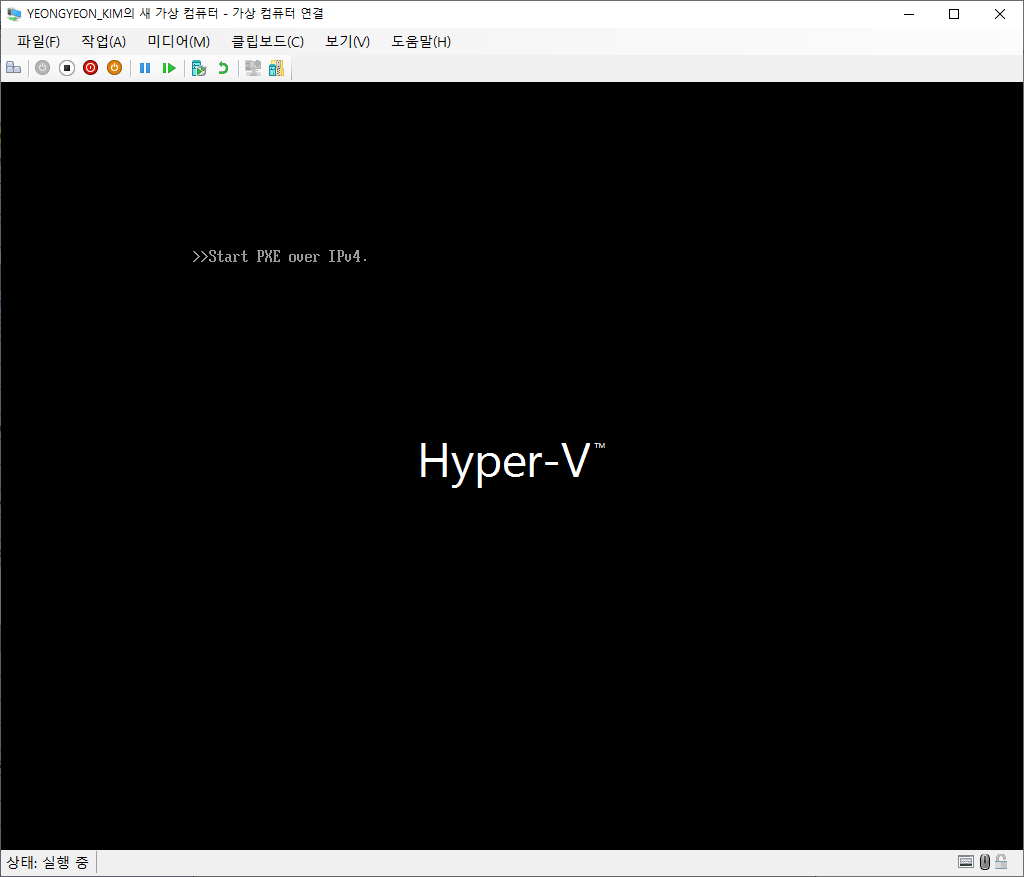 YEONGYEON_KIM의 새 가상 컴퓨터 - 가상 컴퓨터 연결
파일(F) 작업(A) 미디어(M) 클립보드(C) 보기(V) 도움말(H)
>>Start PXE over IPv4.
Hyper-V™
상태: 실행 중